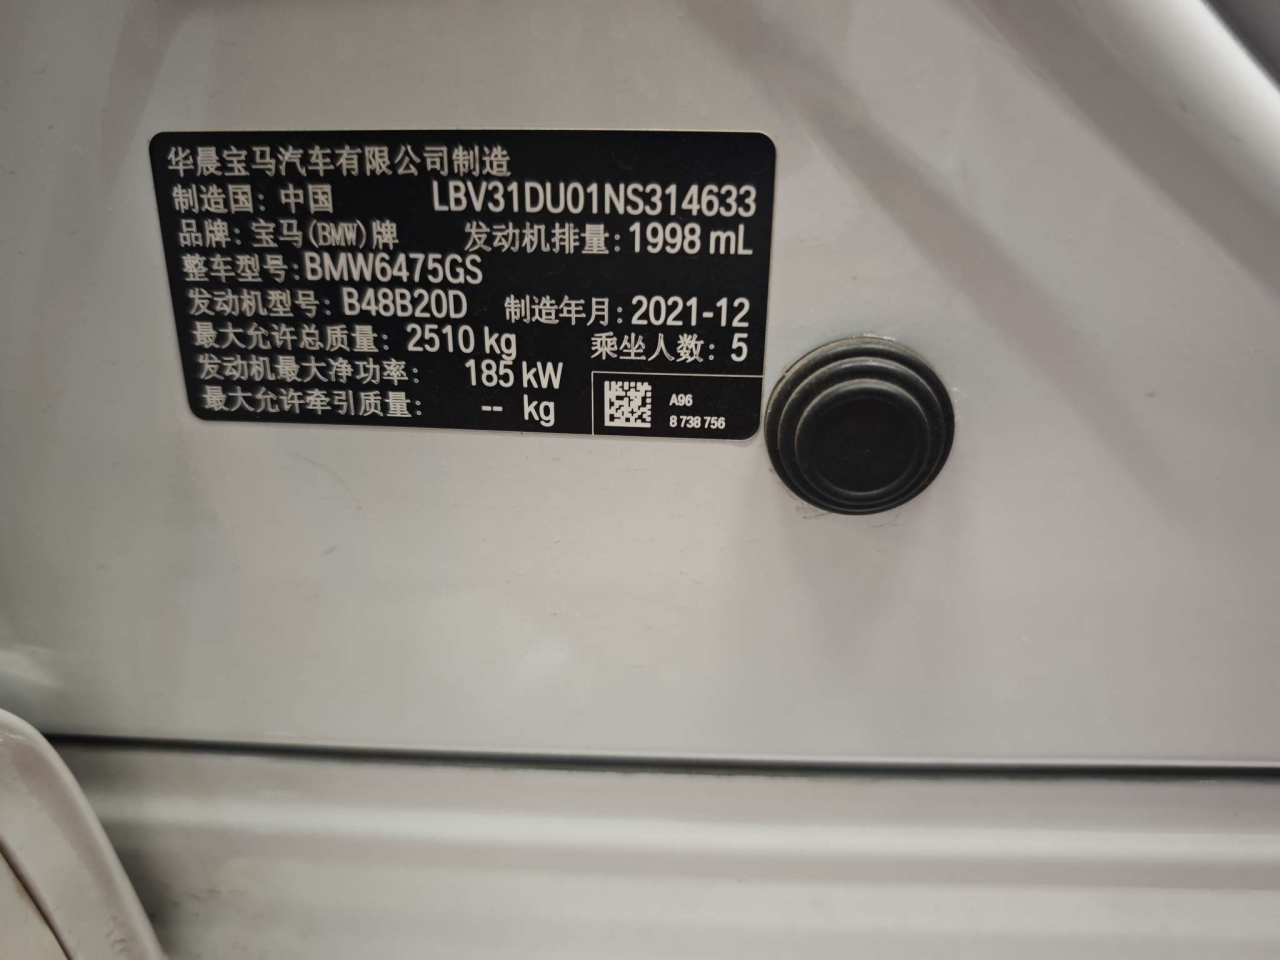 华晨宝马汽车有限公司制造
制造国：中国 LBV31DU01NS314633
品牌：宝马(BMW)牌 发动机排量：1998 mL
整车型号：BMW6475GS
发动机型号：B48B20D 制造年月：2021-12
最大允许总质量：2510 kg 乘坐人数：5
发动机最大净功率：185 kW
最大允许牵引质量：-- kg
A96
8 738 756